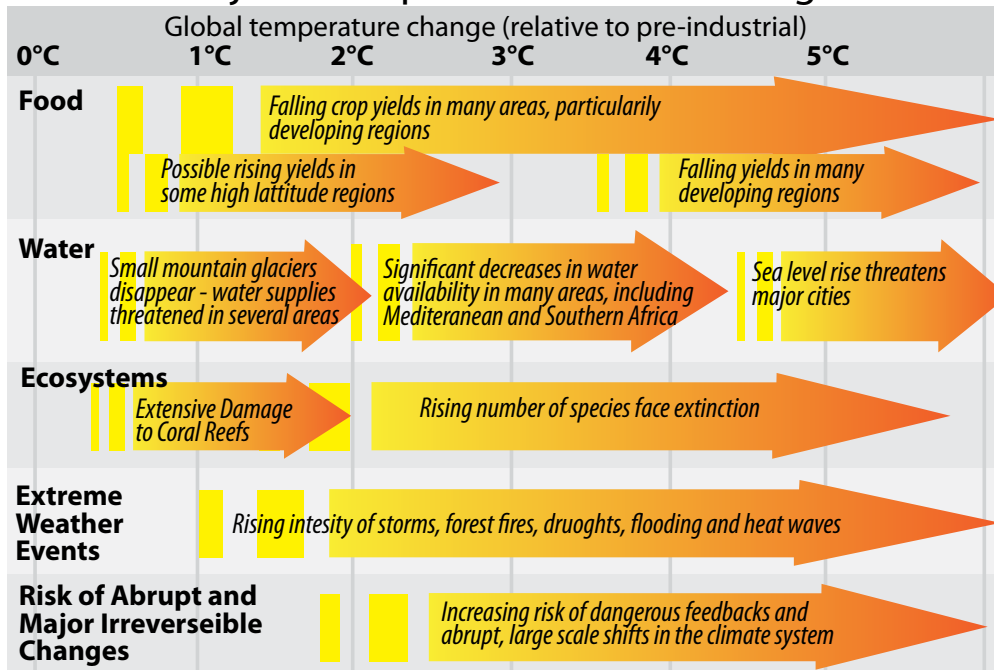 Global temperature change (relative to pre-industrial)
0°C 1°C 2°C 3°C 4°C 5°C
Food
Falling crop yields in many areas, particularily
developing regions
Possible rising yields in
some high lattitude regions
Falling yields in many
developing regions
Water
Small mountain glaciers
disappear - water supplies
threatened in several areas
Significant decreases in water
availability in many areas, including
Mediteranean and Southern Africa
Sea level rise threatens
major cities
Ecosystems
Extensive Damage
to Coral Reefs
Rising number of species face extinction
Extreme
Weather
Events
Rising intesity of storms, forest fires, druoghts, flooding and heat waves
Risk of Abrupt and
Major Irreverseible
Changes
Increasing risk of dangerous feedbacks and
abrupt, large scale shifts in the climate system